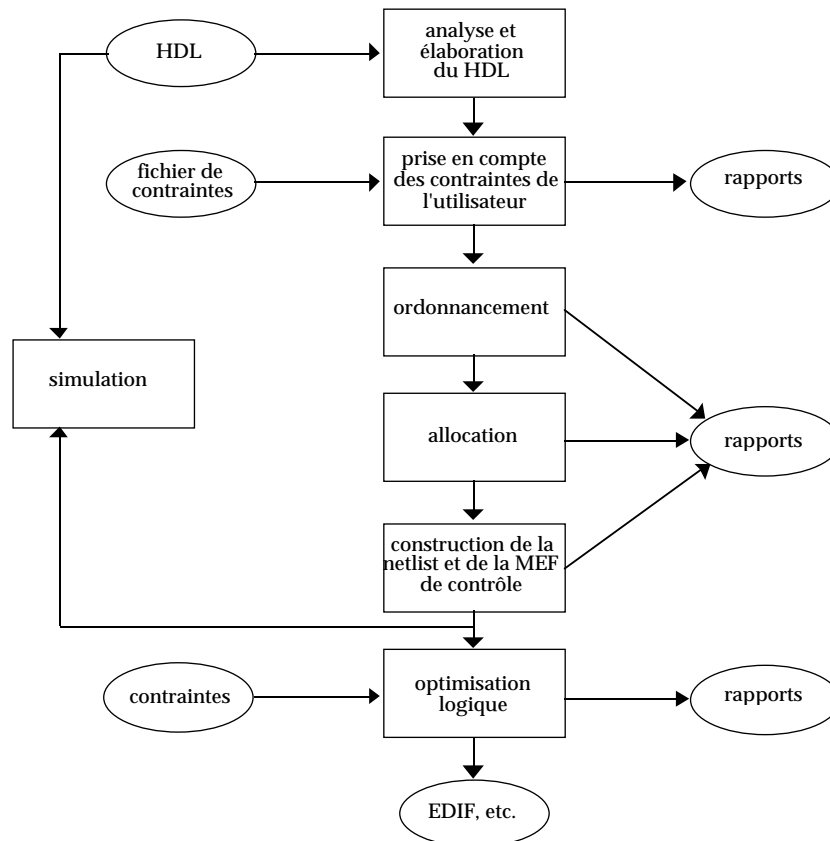 HDL
analyse et
élaboration
du HDL
fichier de
contraintes
prise en compte
des contraintes de
l'utilisateur
rapports
ordonnancement
simulation
allocation
rapports
construction de la
netlist et de la MEF
de contrôle
contraintes
optimisation
logique
rapports
EDIF, etc.